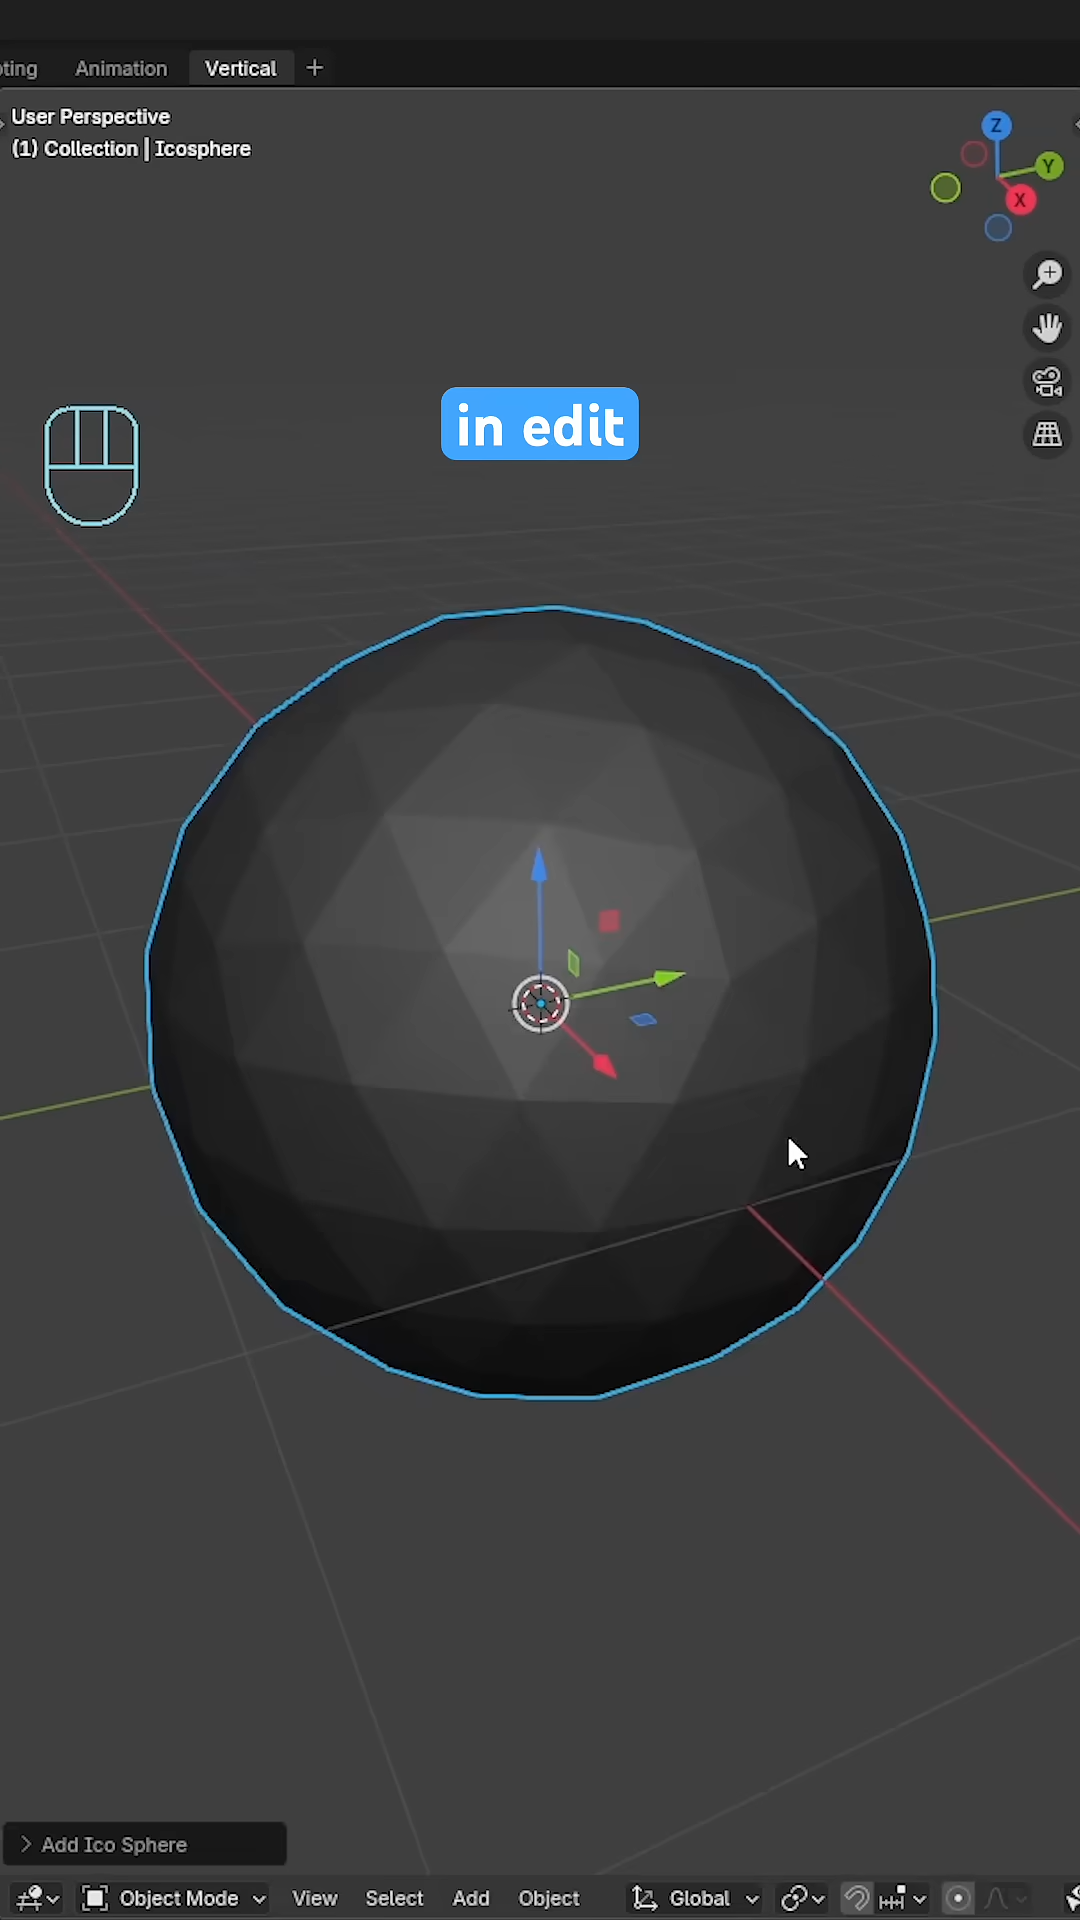 Animation Vertical +
User Perspective
(1) Collection | Icosphere
Z
Y
X
in edit
> Add Ico Sphere
Object Mode View Select Add Object Global